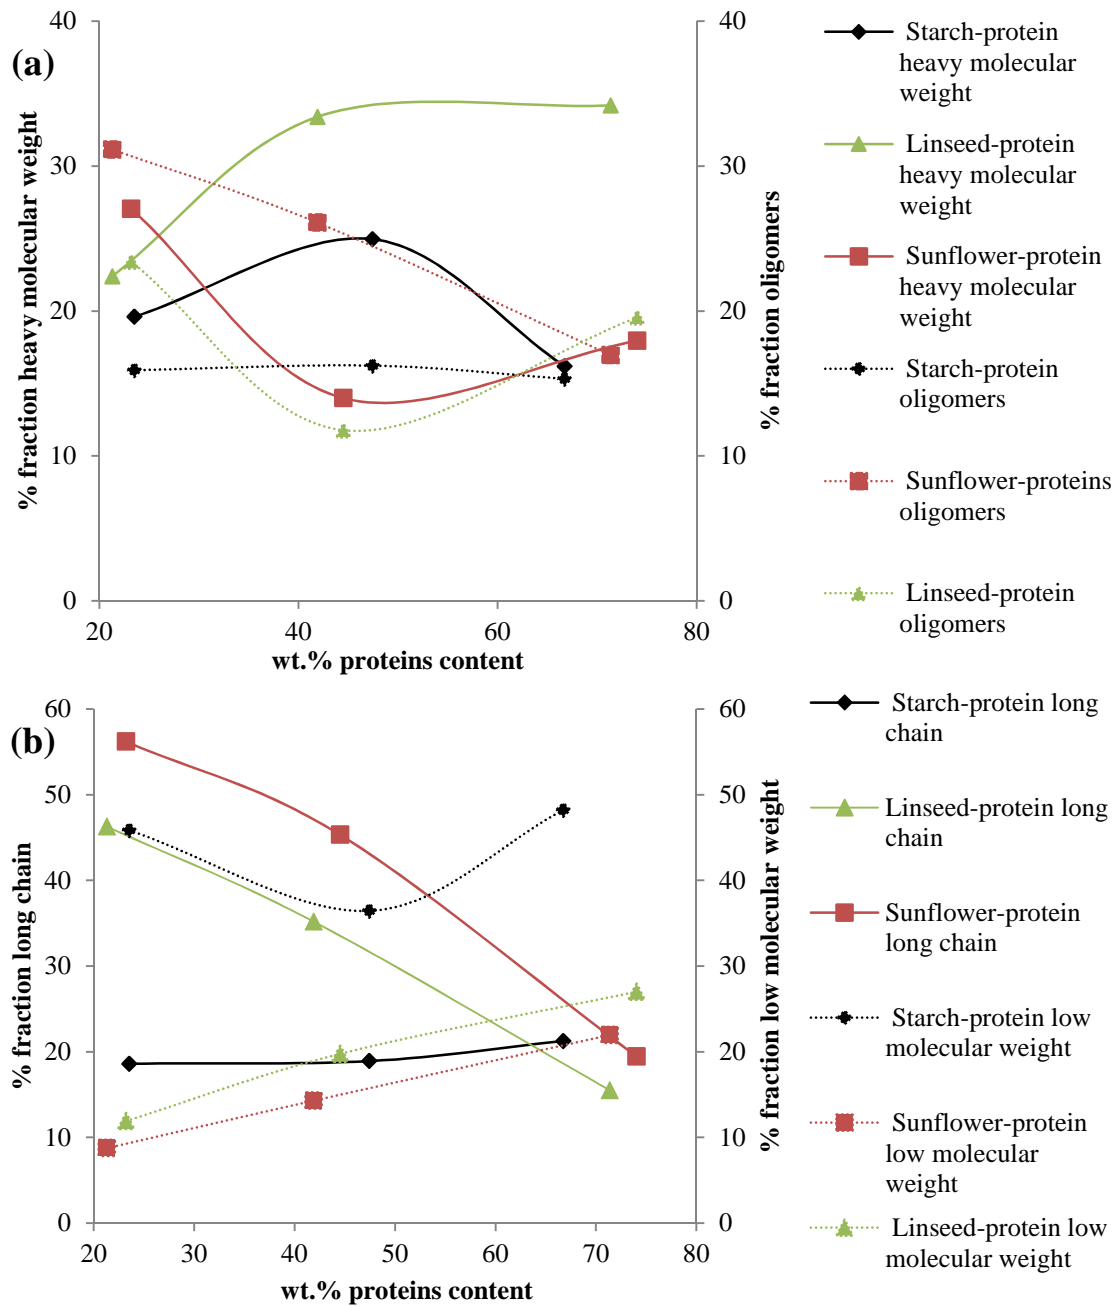 (a)
% fraction heavy molecular weight
40
30
20
10
0
20
40
60
80
wt.% proteins content
40
30
20
10
0
% fraction oligomers
Starch-protein
heavy molecular
weight
Linseed-protein
heavy molecular
weight
Sunflower-protein
heavy molecular
weight
Starch-protein
oligomers
Sunflower-proteins
oligomers
Linseed-protein
oligomers
(b)
% fraction long chain
60
50
40
30
20
10
0
20
30
40
50
60
70
80
wt.% proteins content
60
50
40
30
20
10
0
% fraction low molecular weight
Starch-protein long
chain
Linseed-protein long
chain
Sunflower-protein
long chain
Starch-protein low
molecular weight
Sunflower-protein
low molecular
weight
Linseed-protein low
molecular weight